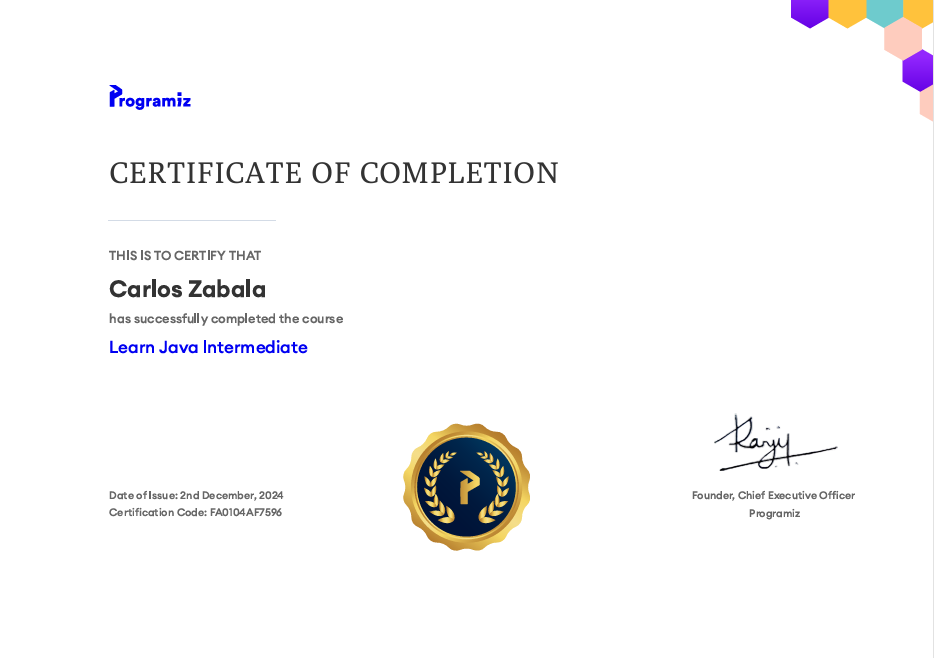 Programiz
CERTIFICATE OF COMPLETION
THIS IS TO CERTIFY THAT
Carlos Zabala
has successfully completed the course
Learn Java Intermediate
Date of Issue: 2nd December, 2024
Certification Code: FA0104AF7596
Founder, Chief Executive Officer
Programiz